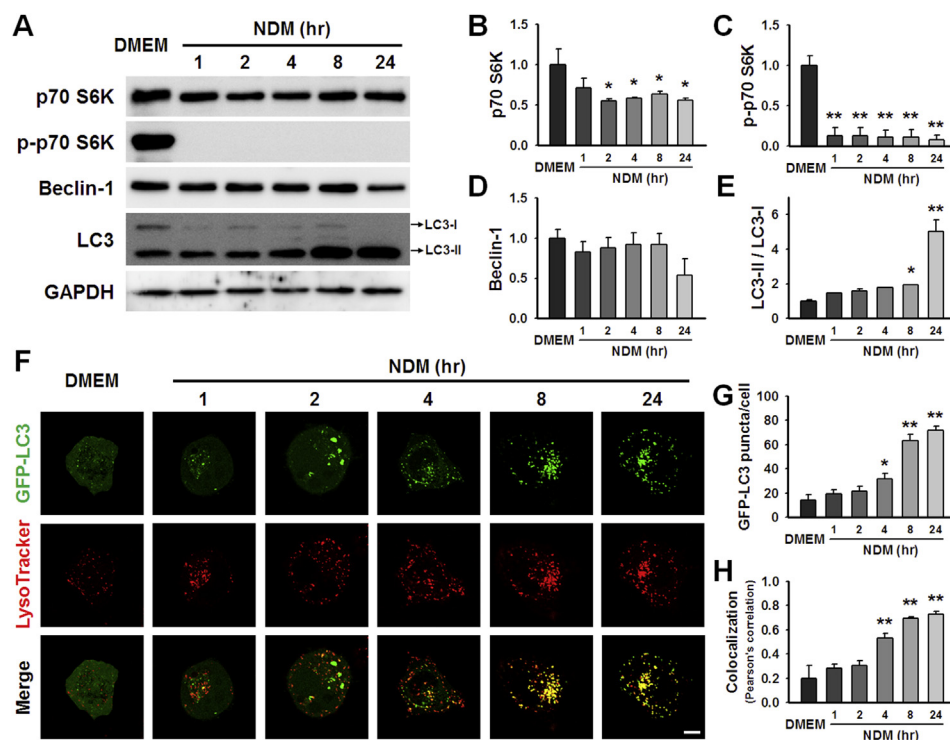 A
DMEM
NDM (hr)
1 2 4 8 24
p70 S6K
p-p70 S6K
Beclin-1
LC3
→LC3-I
→LC3-II
GAPDH
B
p70 S6K
1.5
1.0
0.5
0.0
* * * *
DMEM
1 2 4 8 24
NDM (hr)
C
p-p70 S6K
1.5
1.0
0.5
0.0
** ** ** ** **
DMEM
1 2 4 8 24
NDM (hr)
D
Beclin-1
1.5
1.0
0.5
0.0
DMEM
1 2 4 8 24
NDM (hr)
E
LC3-II / LC3-I
6
4
2
0
* **
DMEM
1 2 4 8 24
NDM (hr)
F
DMEM
NDM (hr)
1 2 4 8 24
GFP-LC3
LysoTracker
Merge
G
GFP-LC3 puncta/cell
100
80
60
40
20
0
* ** **
DMEM
1 2 4 8 24
NDM (hr)
H
Colocalization
(Pearson's correlation)
1.0
0.8
0.6
0.4
0.2
0.0
** ** **
DMEM
1 2 4 8 24
NDM (hr)